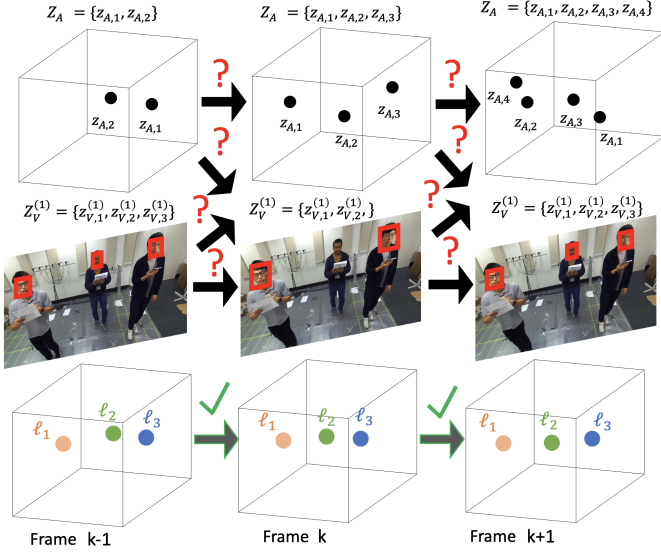 Z_A = {z_{A,1}, z_{A,2}}
Z_A = {z_{A,1}, z_{A,2}, z_{A,3}}
Z_A = {z_{A,1}, z_{A,2}, z_{A,3}, z_{A,4}}
z_{A,2}
z_{A,1}
?
z_{A,1}
z_{A,2}
z_{A,3}
?
z_{A,4}
z_{A,2}
z_{A,3}
z_{A,1}
?
?
Z_V^{(1)} = {z_{V,1}^{(1)}, z_{V,2}^{(1)}, z_{V,3}^{(1)}}
?
Z_V^{(1)} = {z_{V,1}^{(1)}, z_{V,2}^{(1)}, }
?
Z_V^{(1)} = {z_{V,1}^{(1)}, z_{V,2}^{(1)}, z_{V,3}^{(1)}}
?
?
ℓ_1
ℓ_2
ℓ_3
✓
ℓ_1
ℓ_2
ℓ_3
✓
ℓ_1
ℓ_2
ℓ_3
Frame k-1
Frame k
Frame k+1